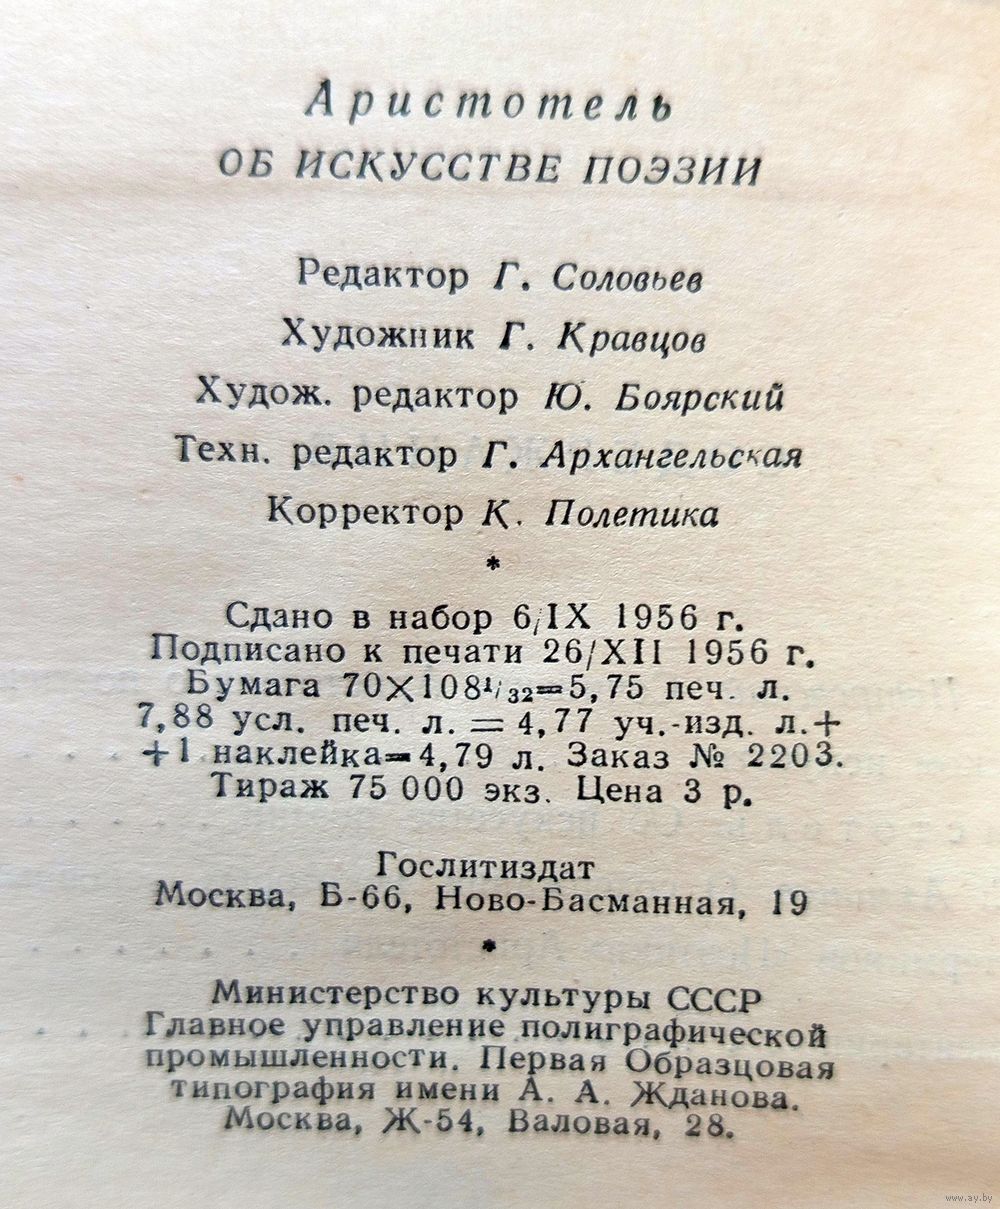 Аристотель
ОБ ИСКУССТВЕ ПОЭЗИИ
Редактор Г. Соловьев
Художник Г. Кравцов
Худож. редактор Ю. Боярский
Техн. редактор Г. Архангельская
Корректор К. Полетика
*
Сдано в набор 6/IX 1956 г.
Подписано к печати 26/XII 1956 г.
Бумага 70×108¹/₃₂=5,75 печ. л.
7,88 усл. печ. л. = 4,77 уч.-изд. л.+
+1 наклейка=4,79 л. Заказ № 2203.
Тираж 75 000 экз. Цена 3 р.
Гослитиздат
Москва, Б-66, Ново-Басманная, 19
*
Министерство культуры СССР
Главное управление полиграфической
промышленности. Первая Образцовая
типография имени А. А. Жданова.
Москва, Ж-54, Валовая, 28.
www.ay.by